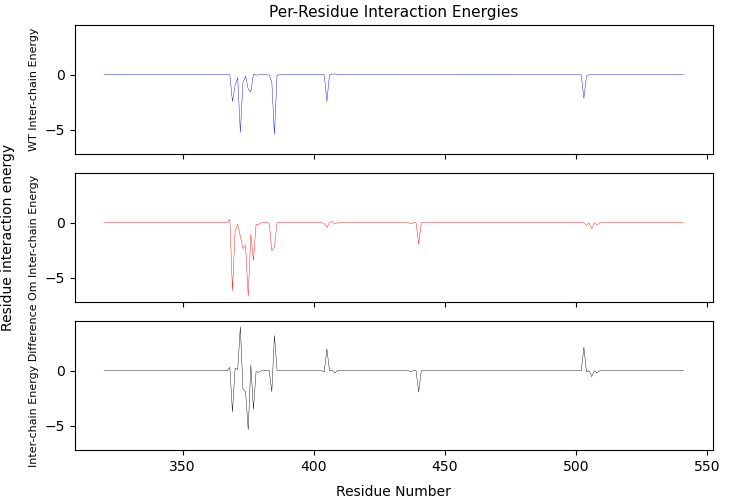 Per-Residue Interaction Energies
Residue interaction energy
WT Inter-chain Energy
0
−5
Om Inter-chain Energy
0
−5
Inter-chain Energy Difference
0
−5
350
400
450
500
550
Residue Number